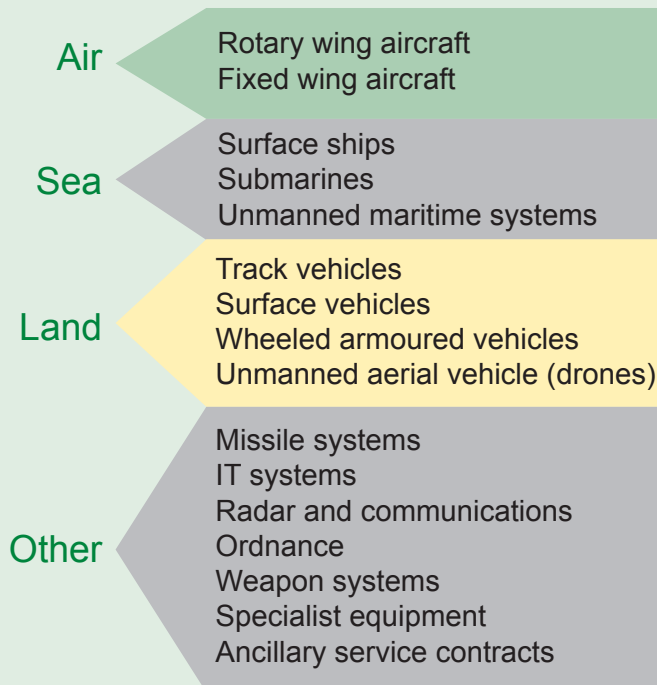 Air
Rotary wing aircraft
Fixed wing aircraft
Sea
Surface ships
Submarines
Unmanned maritime systems
Land
Track vehicles
Surface vehicles
Wheeled armoured vehicles
Unmanned aerial vehicle (drones)
Other
Missile systems
IT systems
Radar and communications
Ordnance
Weapon systems
Specialist equipment
Ancillary service contracts